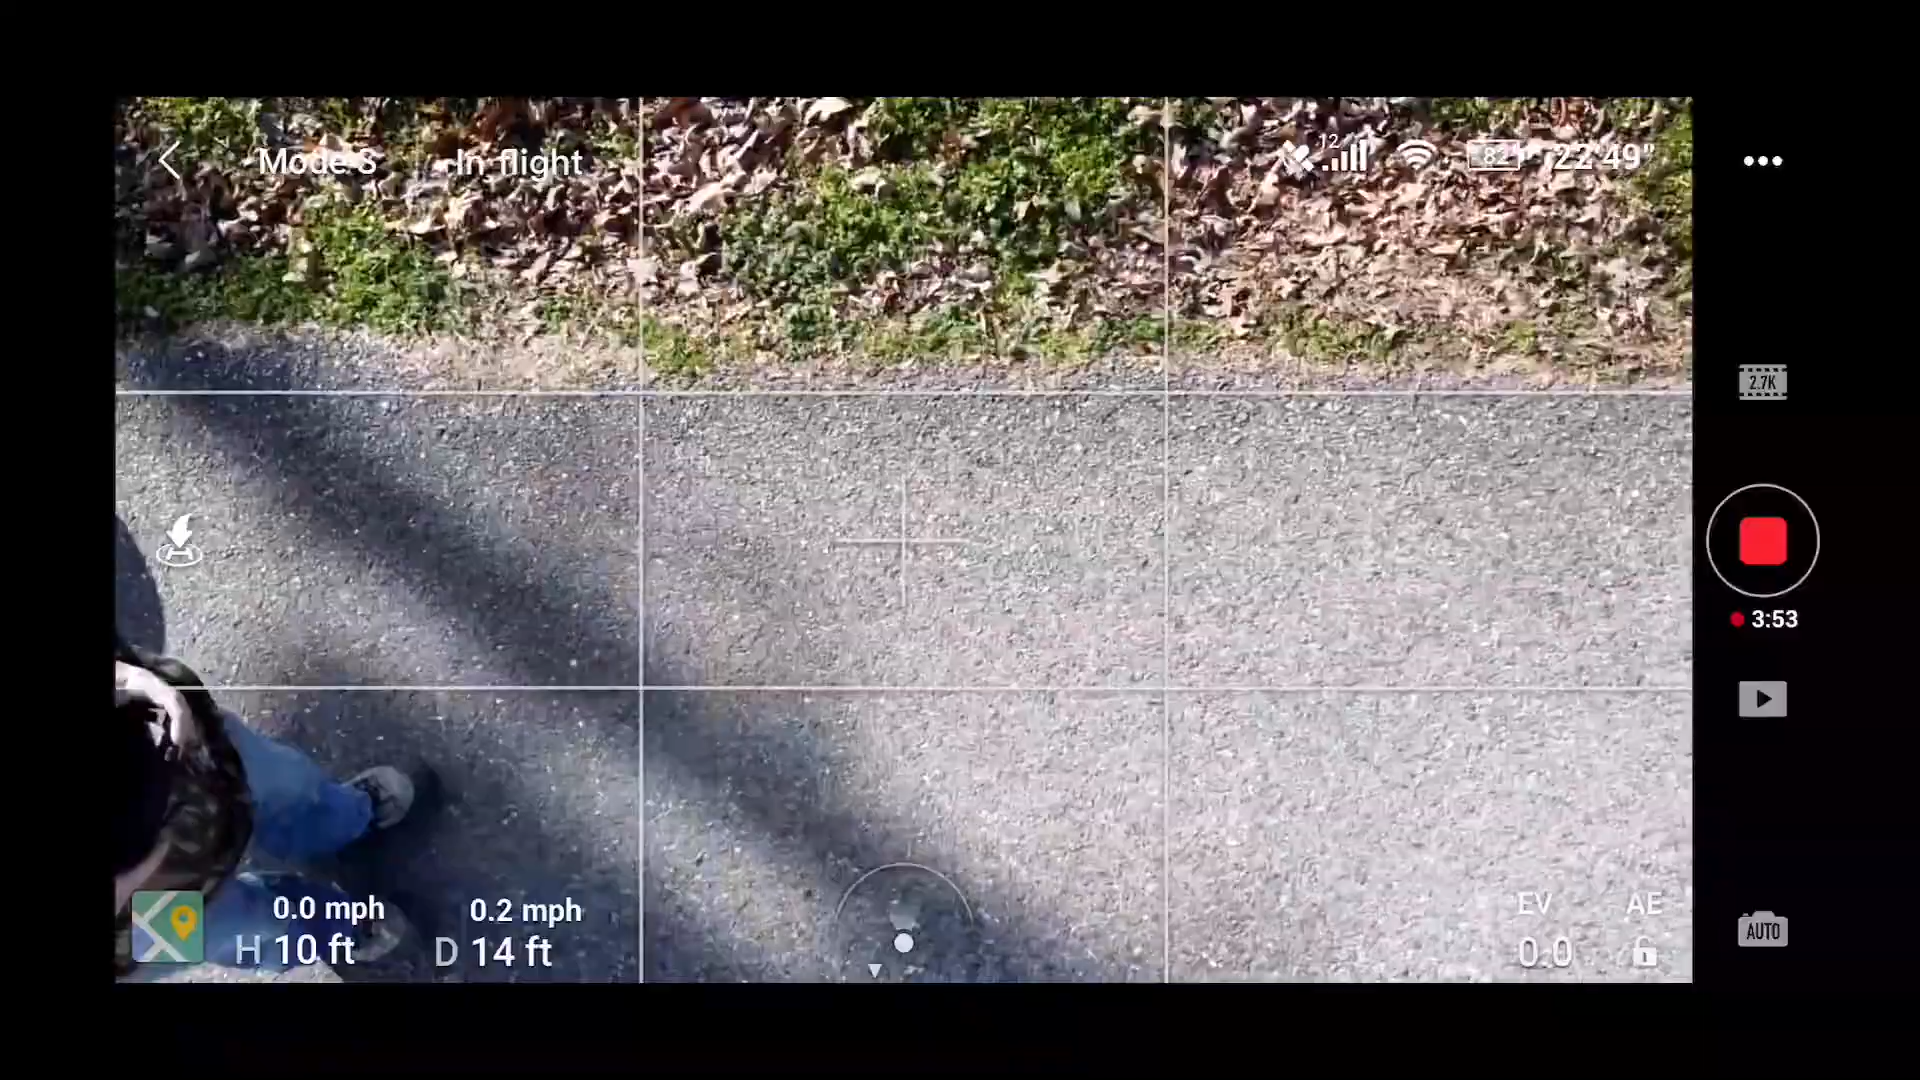 Mode S In flight 12 82 22'49"
2.7K
3:53
0.0 mph 0.2 mph EV AE
H 10 ft D 14 ft 0.0 AUTO